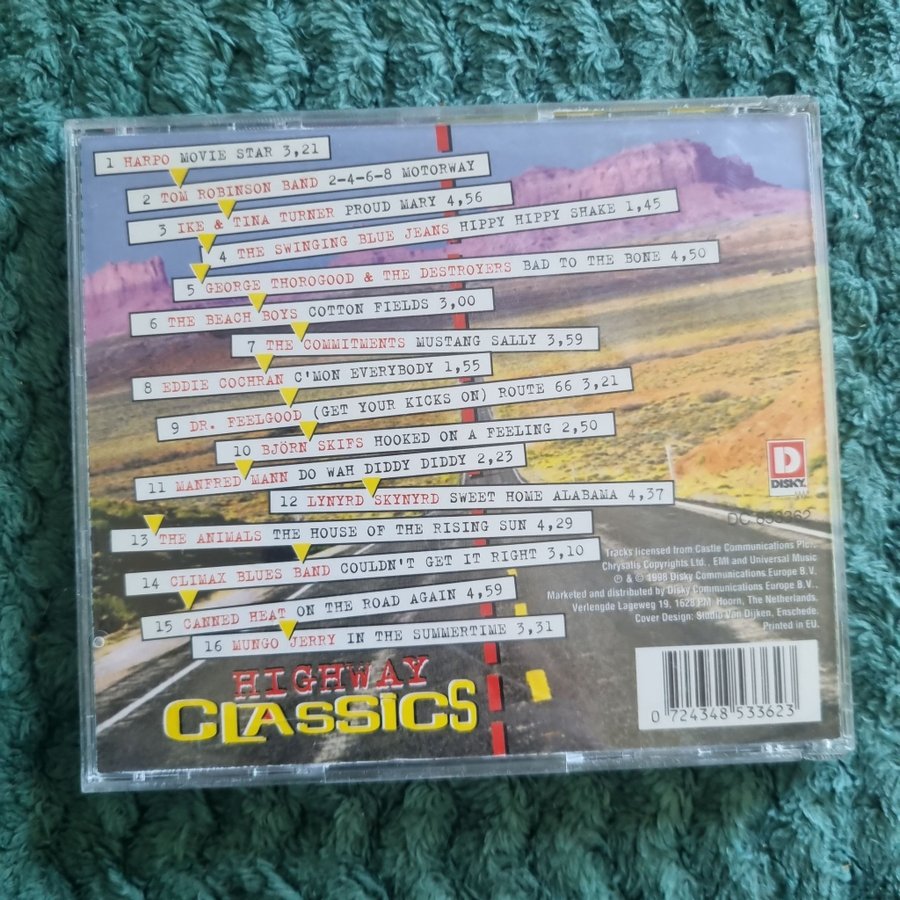 1 HARPO MOVIE STAR 3,21
2 TOM ROBINSON BAND 2-4-6-8 MOTORWAY
3 IKE & TINA TURNER PROUD MARY 4,56
4 THE SWINGING BLUE JEANS HIPPY HIPPY SHAKE 1,45
5 GEORGE THOROGOOD & THE DESTROYERS BAD TO THE BONE 4,50
6 THE BEACH BOYS COTTON FIELDS 3,00
7 THE COMMITMENTS MUSTANG SALLY 3,59
8 EDDIE COCHRAN C'MON EVERYBODY 1,55
9 DR. FEELGOOD (GET YOUR KICKS ON) ROUTE 66 3,21
10 BJÖRN SKIFS HOOKED ON A FEELING 2,50
11 MANFRED MANN DO WAH DIDDY DIDDY 2,23
12 LYNYRD SKYNYRD SWEET HOME ALABAMA 4,37
13 THE ANIMALS THE HOUSE OF THE RISING SUN 4,29
14 CLIMAX BLUES BAND COULDN'T GET IT RIGHT 3,10
15 CANNED HEAT ON THE ROAD AGAIN 4,59
16 MUNGO JERRY IN THE SUMMERTIME 3,31
HIGHWAY
CLASSICS
D
DISKY.
DC 853362
Tracks licensed from Castle Communications Plc.,
Chrysalis Copyrights Ltd., EMI and Universal Music
℗ & © 1998 Disky Communications Europe B.V.
Marketed and distributed by Disky Communications Europe B.V.,
Verlengde Lageweg 19, 1628 PM Hoorn, The Netherlands.
Cover Design: Studio Van Dijken, Enschede.
Printed in EU.
0 724348 533623